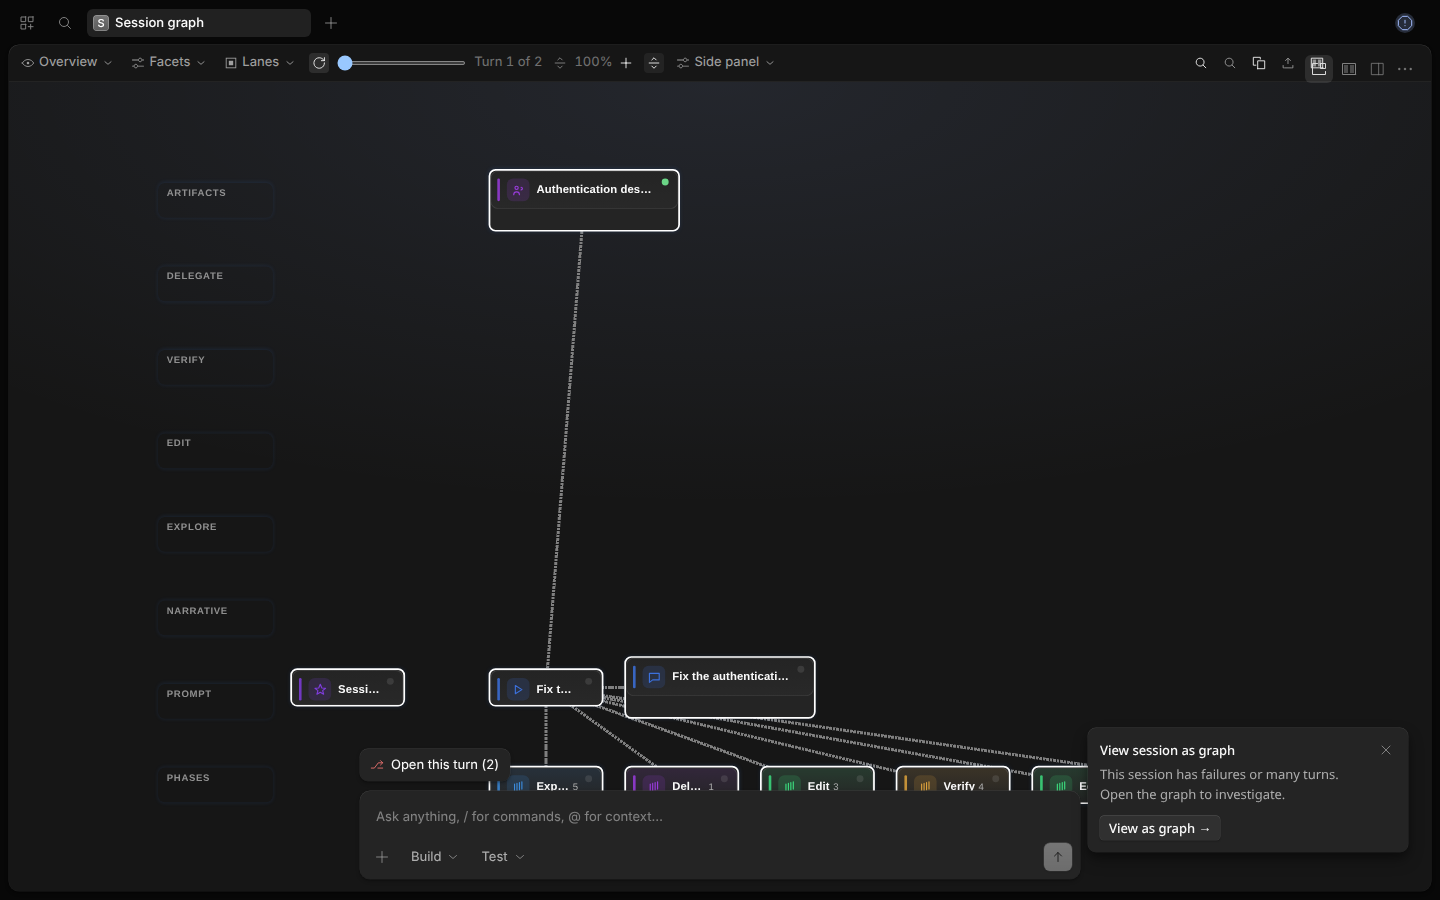 S Session graph
Overview Facets Lanes Turn 1 of 2 100% Side panel
ARTIFACTS
Authentication des...
DELEGATE
VERIFY
EDIT
EXPLORE
NARRATIVE
PROMPT
Sessi...
Fix t...
Fix the authenticati...
PHASES
Open this turn (2)
Exp... 5
Del... 1
Edit 3
Verify 4
View session as graph
This session has failures or many turns.
Open the graph to investigate.
View as graph →
Ask anything, / for commands, @ for context...
Build Test